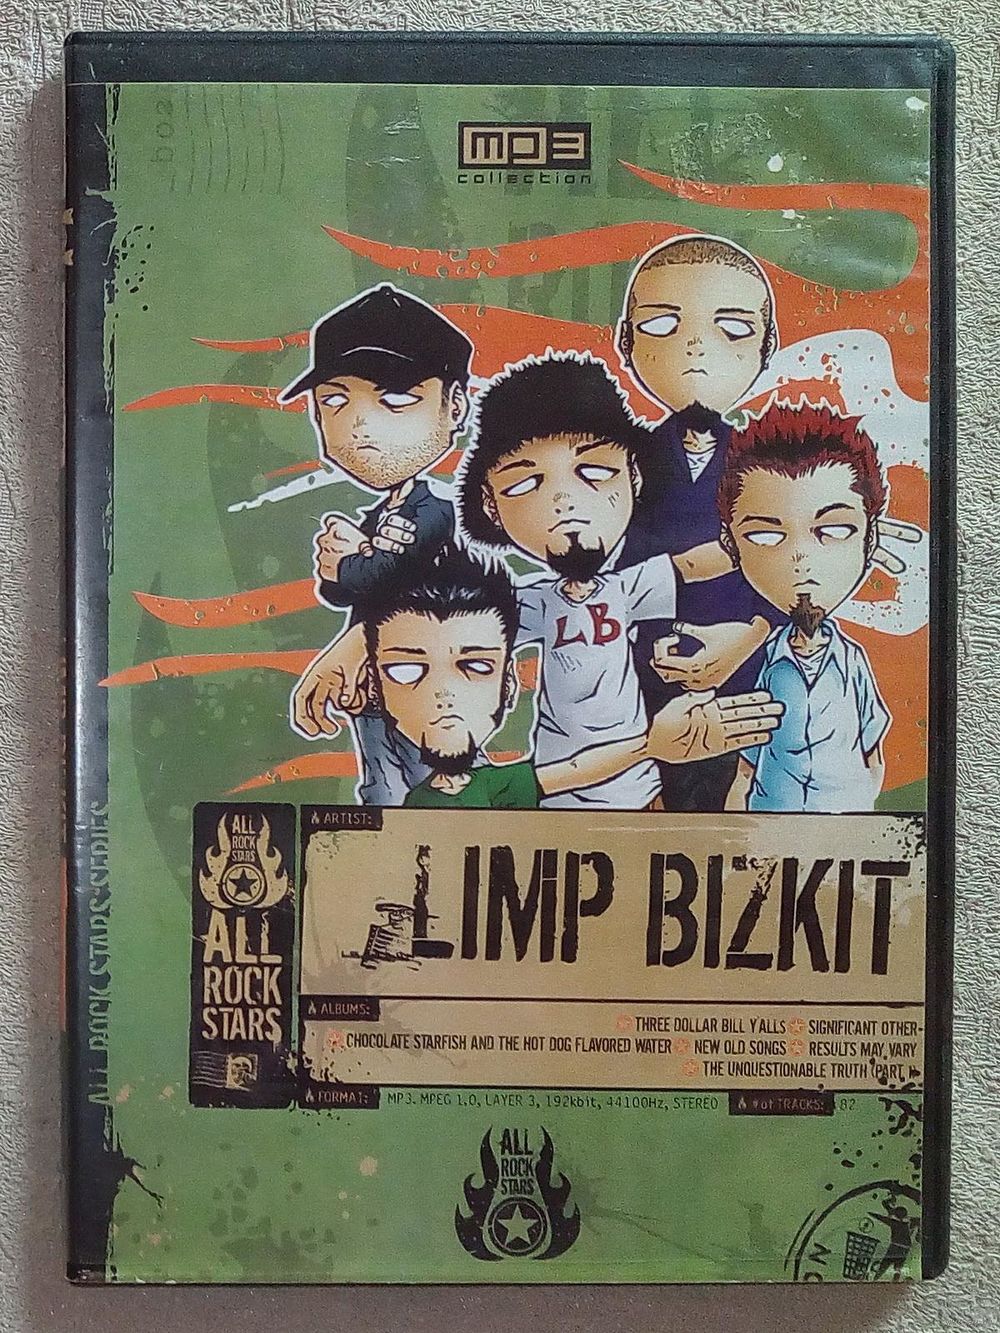 mp3
collection
LB
ALL
ROCK
STARS
ALL
ROCK
STARS
ARTIST:
LIMP BIZKIT
ALBUMS:
THREE DOLLAR BILL Y'ALL$ SIGNIFICANT OTHER
CHOCOLATE STARFISH AND THE HOT DOG FLAVORED WATER NEW OLD SONGS RESULTS MAY VARY
THE UNQUESTIONABLE TRUTH (PART I)
FORMAT: MP3. MPEG 1.0, LAYER 3, 192kbit, 44100Hz, STEREO # of TRACKS: 82
ALL
ROCK
STARS
ALL ROCK STARS SERIES